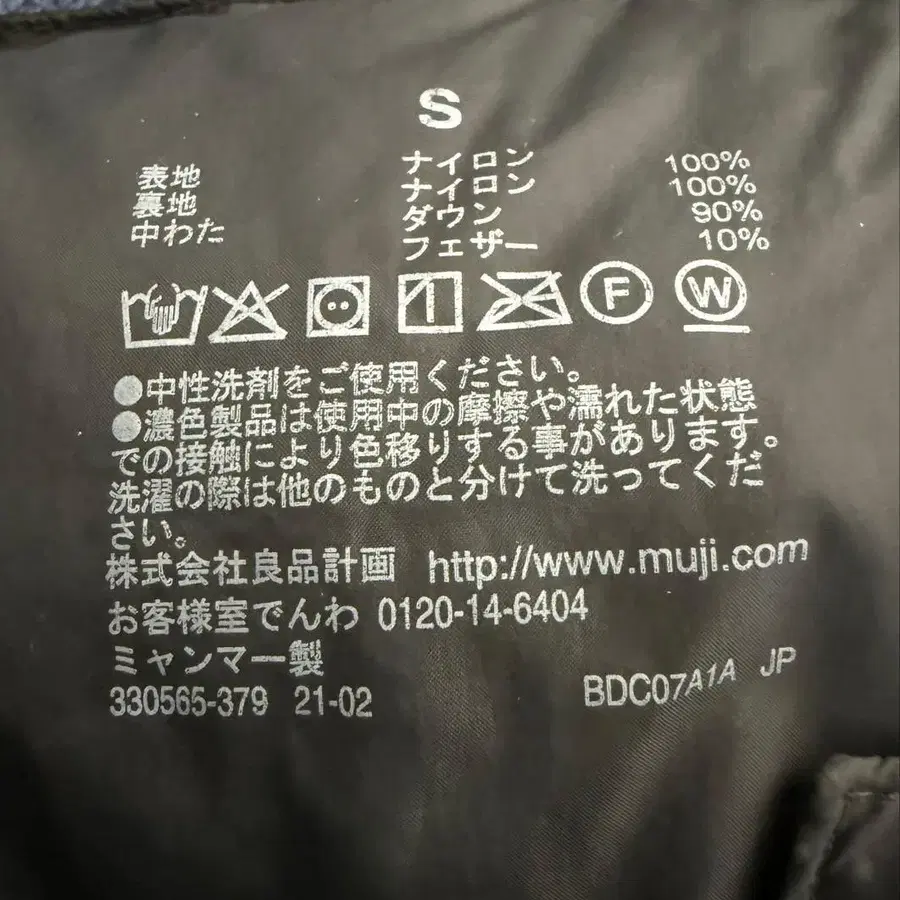 S
表地 ナイロン 100%
裏地 ナイロン 100%
中わた ダウン 90%
フェザー 10%
F W
●中性洗剤をご使用ください。
●濃色製品は使用中の摩擦や濡れた状態
での接触により色移りする事があります。
洗濯の際は他のものと分けて洗ってくだ
さい。
株式会社良品計画 http://www.muji.com
お客様室でんわ 0120-14-6404
ミャンマー製
330565-379 21-02 BDC07A1A JP